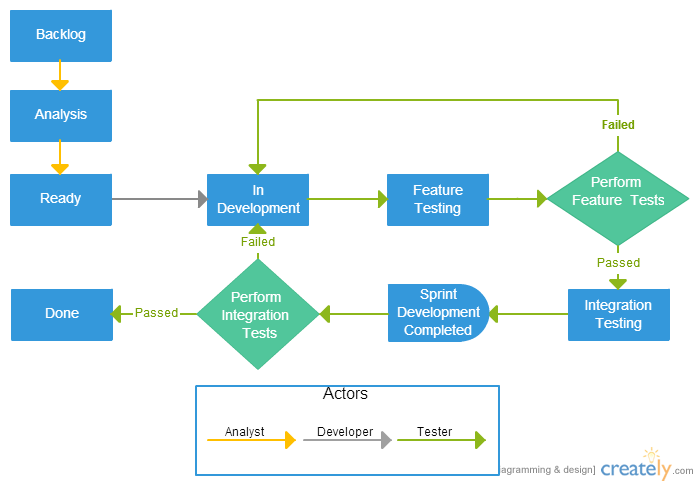 Backlog
Analysis
Ready
In
Development
Feature
Testing
Failed
Perform
Feature Tests
Passed
Integration
Testing
Sprint
Development
Completed
Failed
Perform
Integration
Tests
Passed
Done
Actors
Analyst
Developer
Tester
agramming & design]
creately.com